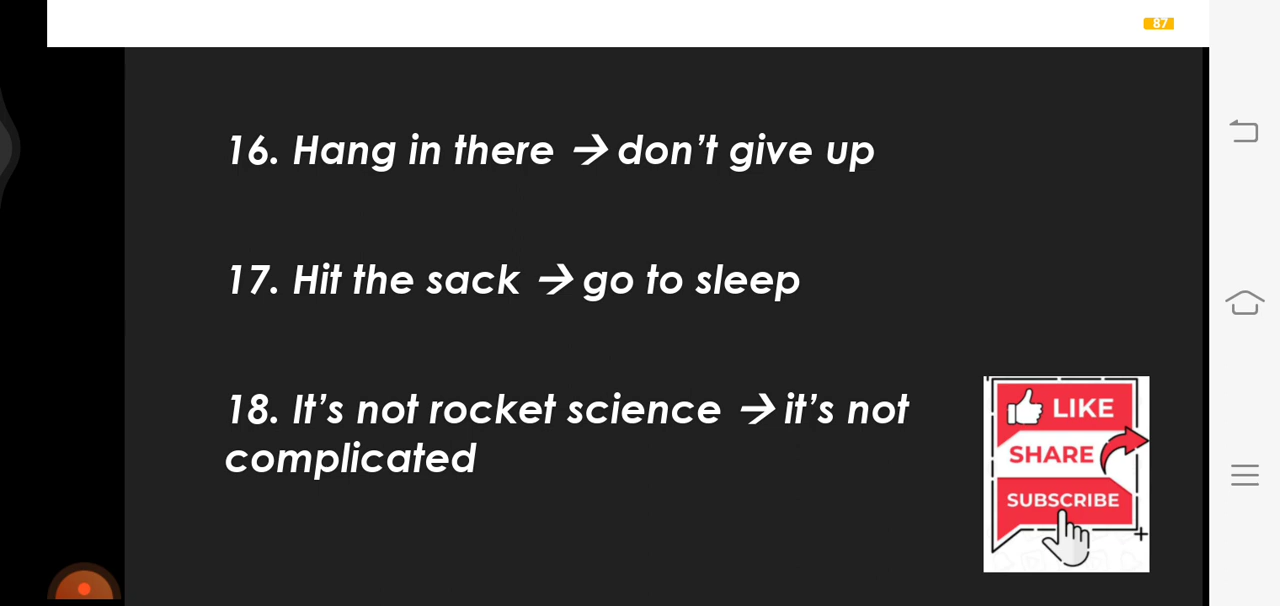 87
16. Hang in there → don’t give up
17. Hit the sack → go to sleep
18. It’s not rocket science → it’s not
complicated
LIKE
SHARE
SUBSCRIBE